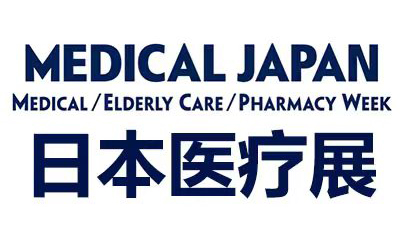 MEDICAL JAPAN
MEDICAL/ELDERLY CARE/PHARMACY WEEK
日本医疗展